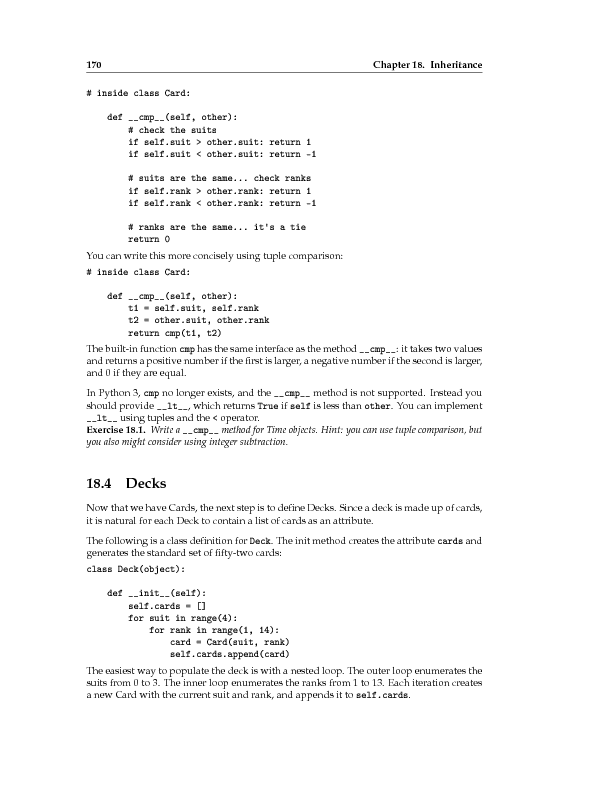 170 Chapter 18. Inheritance
# inside class Card:
def __cmp__(self, other):
# check the suits
if self.suit > other.suit: return 1
if self.suit < other.suit: return -1
# suits are the same... check ranks
if self.rank > other.rank: return 1
if self.rank < other.rank: return -1
# ranks are the same... it's a tie
return 0
You can write this more concisely using tuple comparison:
# inside class Card:
def __cmp__(self, other):
t1 = self.suit, self.rank
t2 = other.suit, other.rank
return cmp(t1, t2)
The built-in function cmp has the same interface as the method __cmp__: it takes two values
and returns a positive number if the first is larger, a negative number if the second is larger,
and 0 if they are equal.
In Python 3, cmp no longer exists, and the __cmp__ method is not supported. Instead you
should provide __lt__, which returns True if self is less than other. You can implement
__lt__ using tuples and the < operator.
Exercise 18.1. Write a __cmp__ method for Time objects. Hint: you can use tuple comparison, but
you also might consider using integer subtraction.
18.4 Decks
Now that we have Cards, the next step is to define Decks. Since a deck is made up of cards,
it is natural for each Deck to contain a list of cards as an attribute.
The following is a class definition for Deck. The init method creates the attribute cards and
generates the standard set of fifty-two cards:
class Deck(object):
def __init__(self):
self.cards = []
for suit in range(4):
for rank in range(1, 14):
card = Card(suit, rank)
self.cards.append(card)
The easiest way to populate the deck is with a nested loop. The outer loop enumerates the
suits from 0 to 3. The inner loop enumerates the ranks from 1 to 13. Each iteration creates
a new Card with the current suit and rank, and appends it to self.cards.